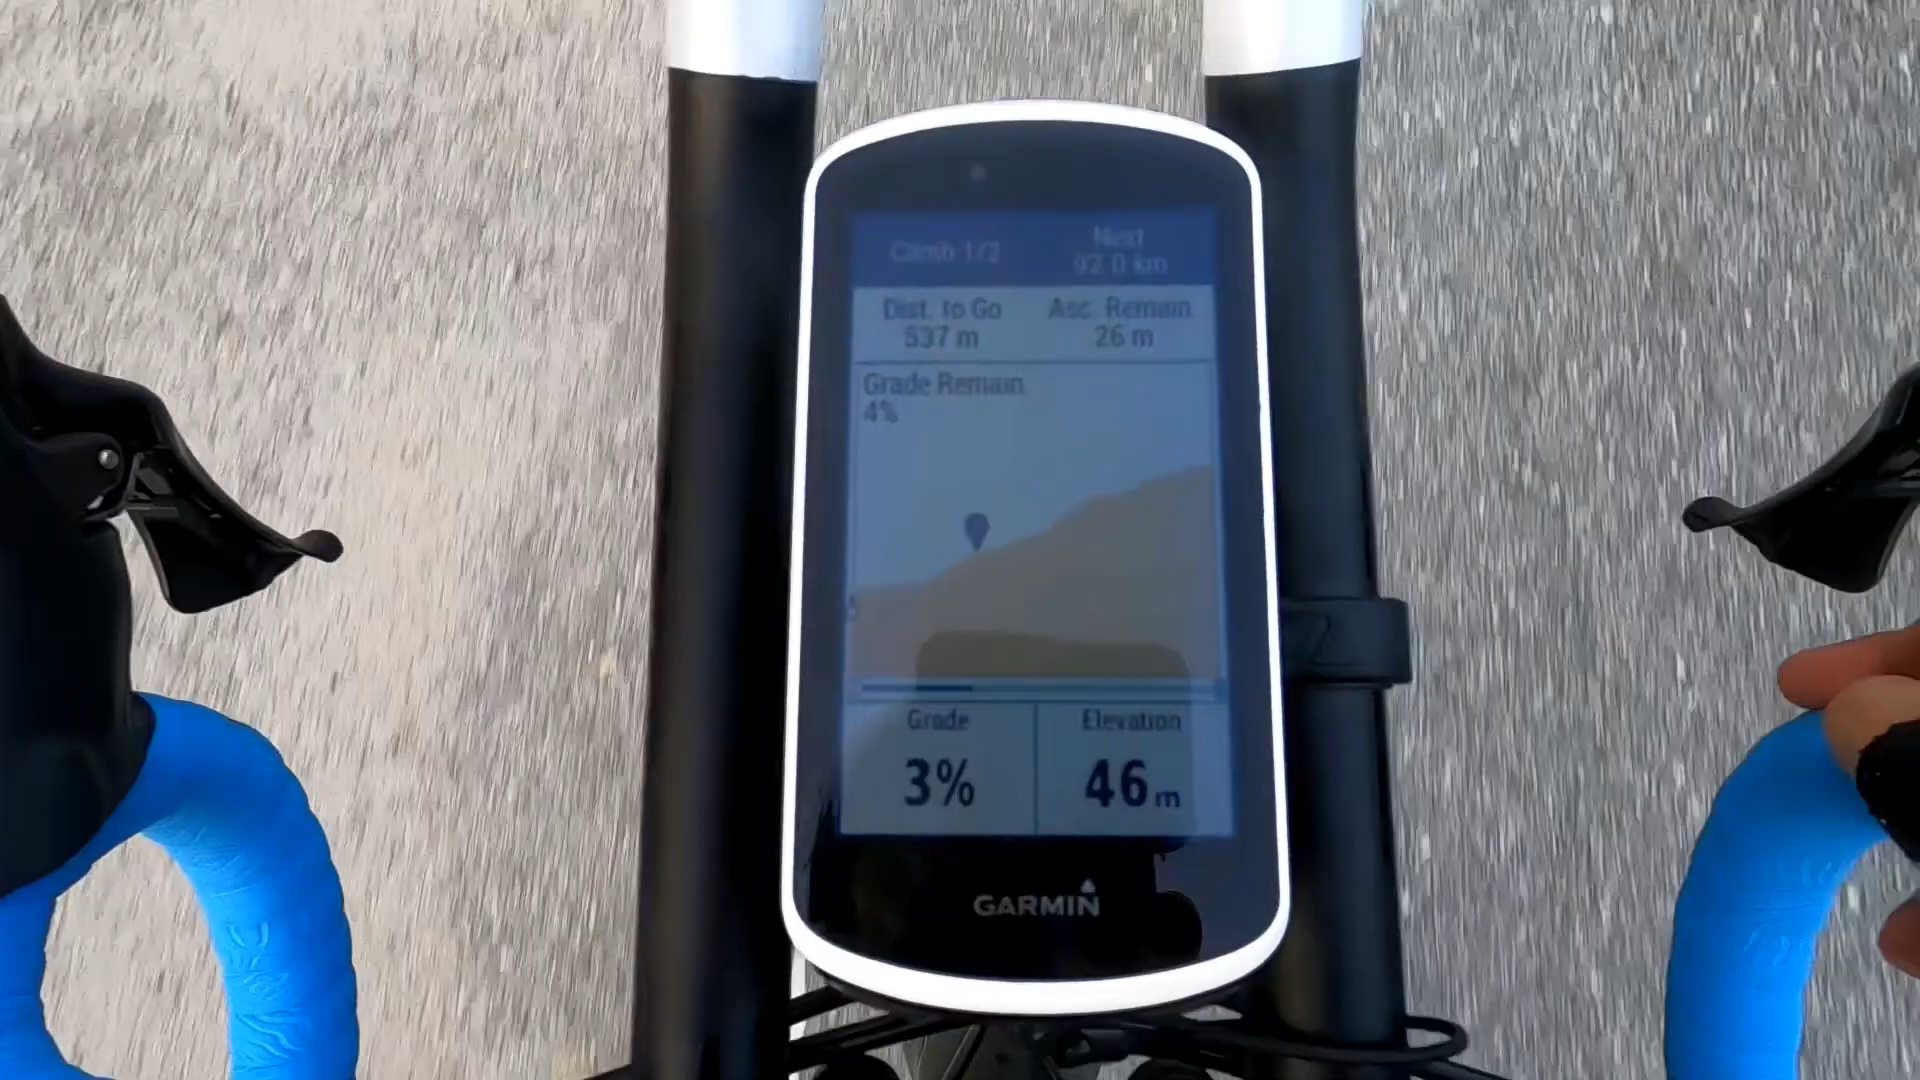 Climb 1/2
Next
92.0 km
Dist. to Go
537 m
Asc. Remain
26 m
Grade Remain
4%
Grade
3%
Elevation
46 m
GARMIN